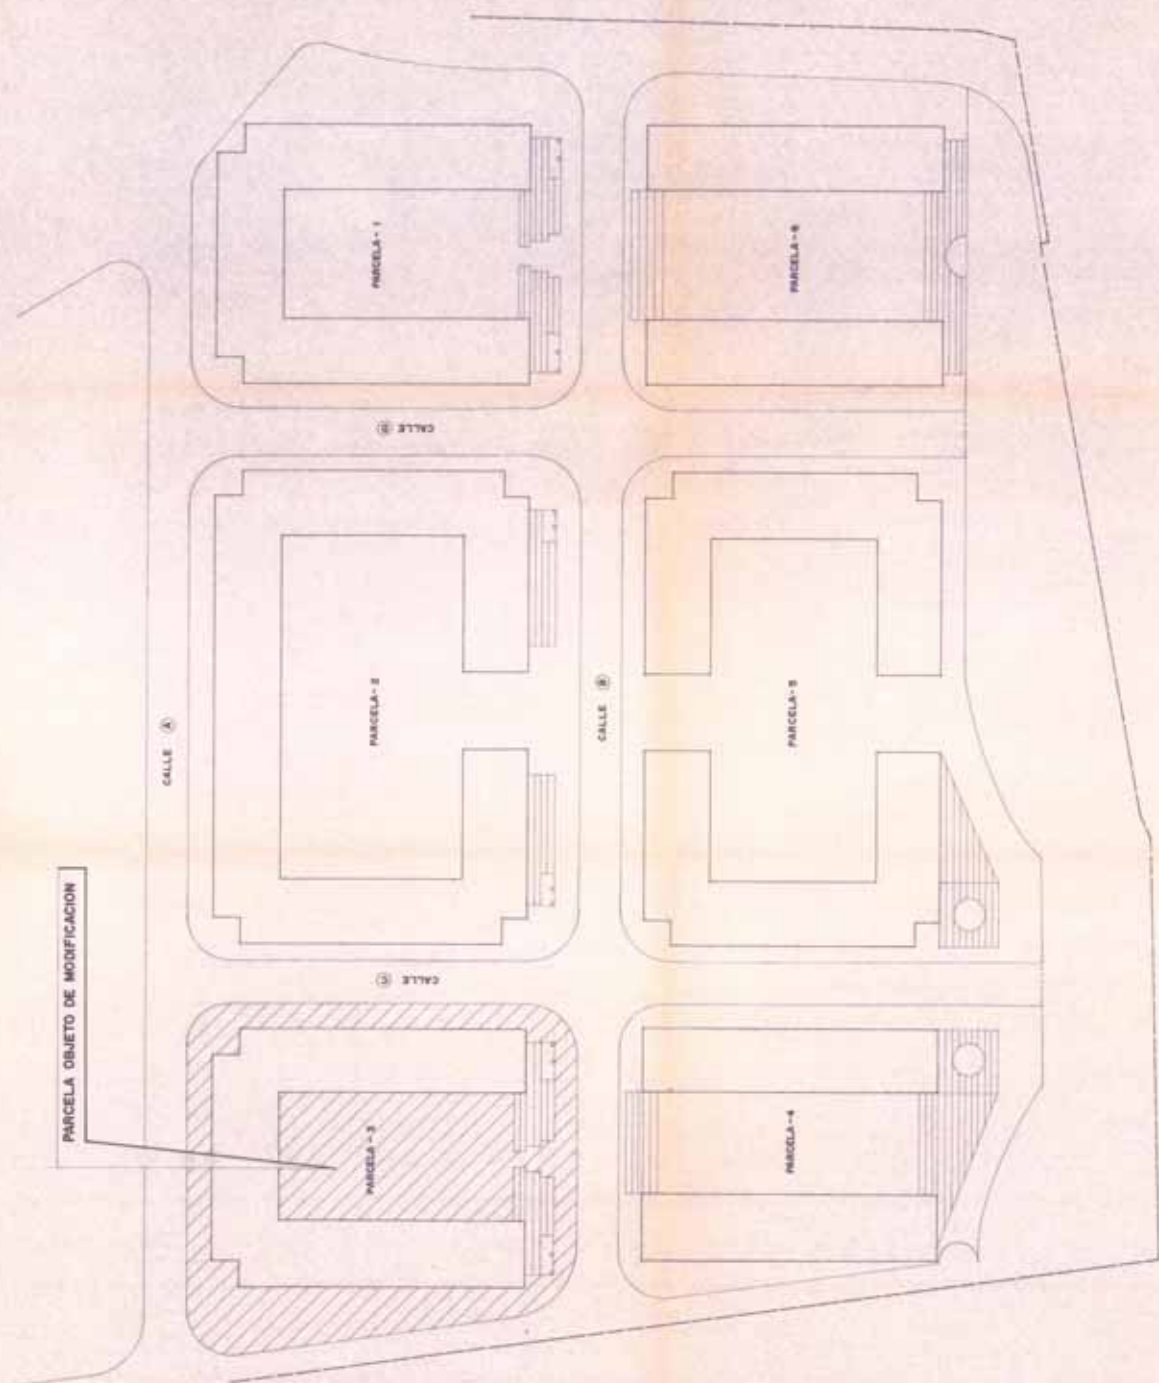 PARCELA - 1
PARCELA - 6
CALLE D
PARCELA - 2
PARCELA - 5
CALLE A
CALLE B
PARCELA OBJETO DE MODIFICACION
CALLE C
PARCELA - 3
PARCELA - 4